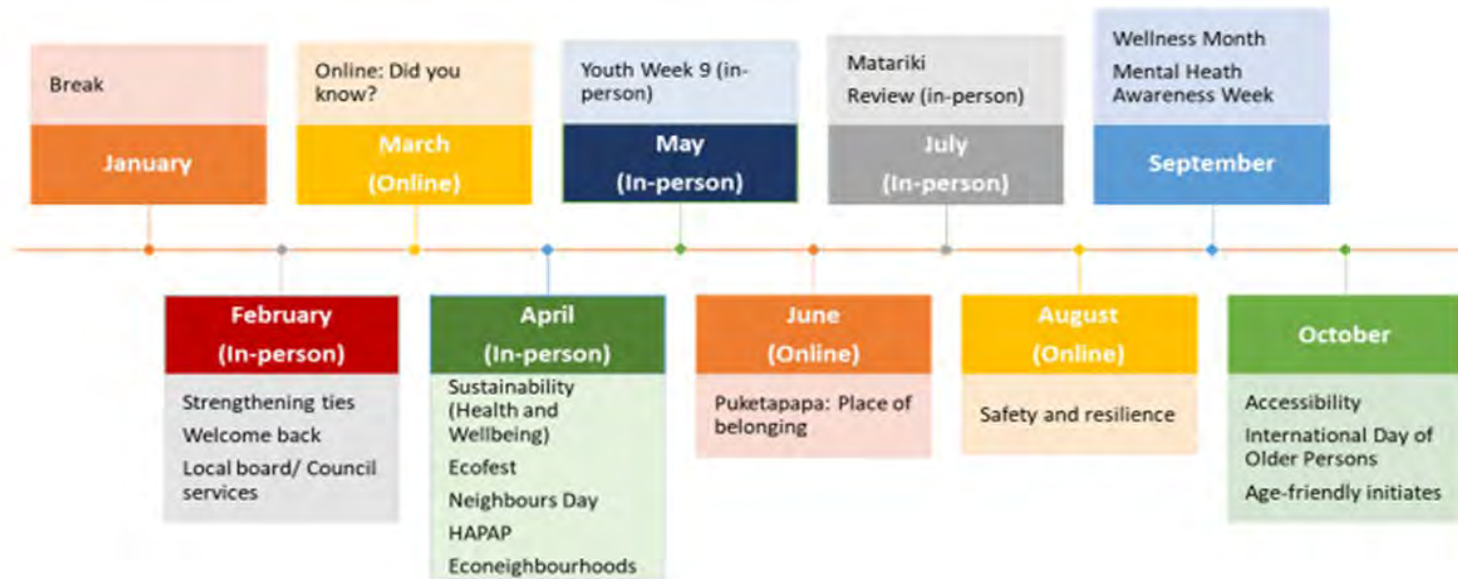 Break
January
February
(In-person)
Strengthening ties
Welcome back
Local board/ Council
services
Online: Did you
know?
March
(Online)
April
(In-person)
Sustainability
(Health and
Wellbeing)
Ecofest
Neighbours Day
HAPAP
Econeighbourhoods
Youth Week 9 (in-
person)
May
(In-person)
June
(Online)
Puketapapa: Place of
belonging
Matariki
Review (in-person)
July
(In-person)
August
(Online)
Safety and resilience
Wellness Month
Mental Heath
Awareness Week
September
October
Accessibility
International Day of
Older Persons
Age-friendly initiates